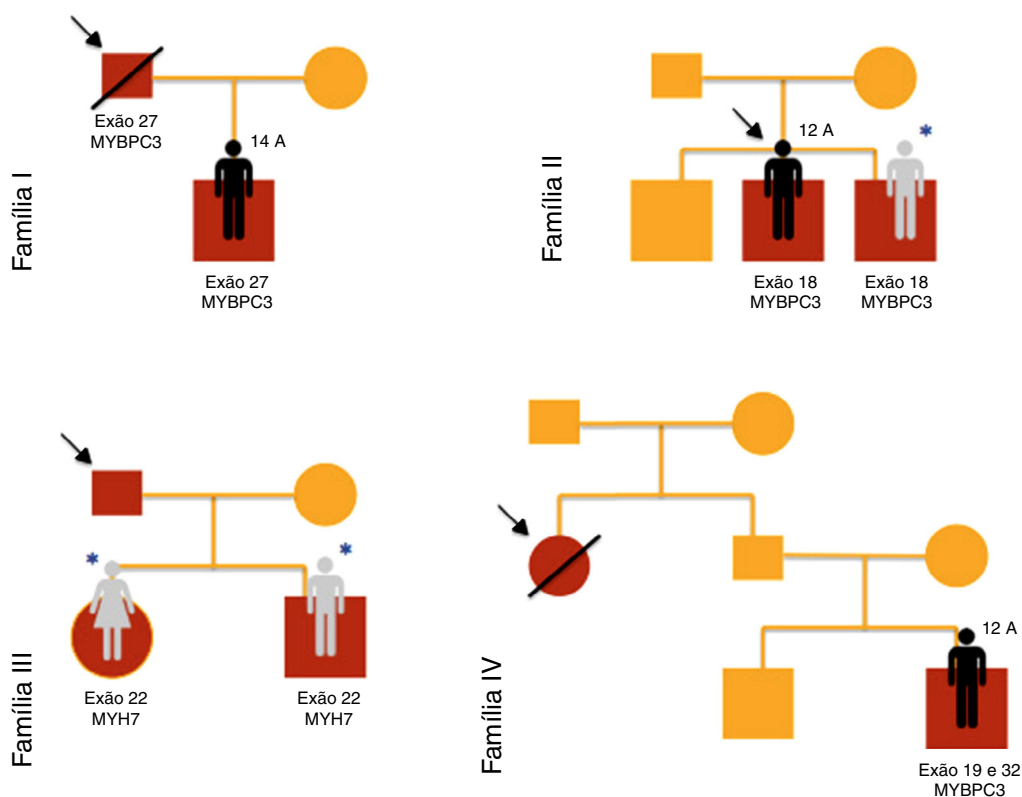 Família I
Exão 27
MYBPC3
14 A
Exão 27
MYBPC3
Família II
12 A
*
Exão 18
MYBPC3
Exão 18
MYBPC3
Família III
*
*
Exão 22
MYH7
Exão 22
MYH7
Família IV
12 A
Exão 19 e 32
MYBPC3